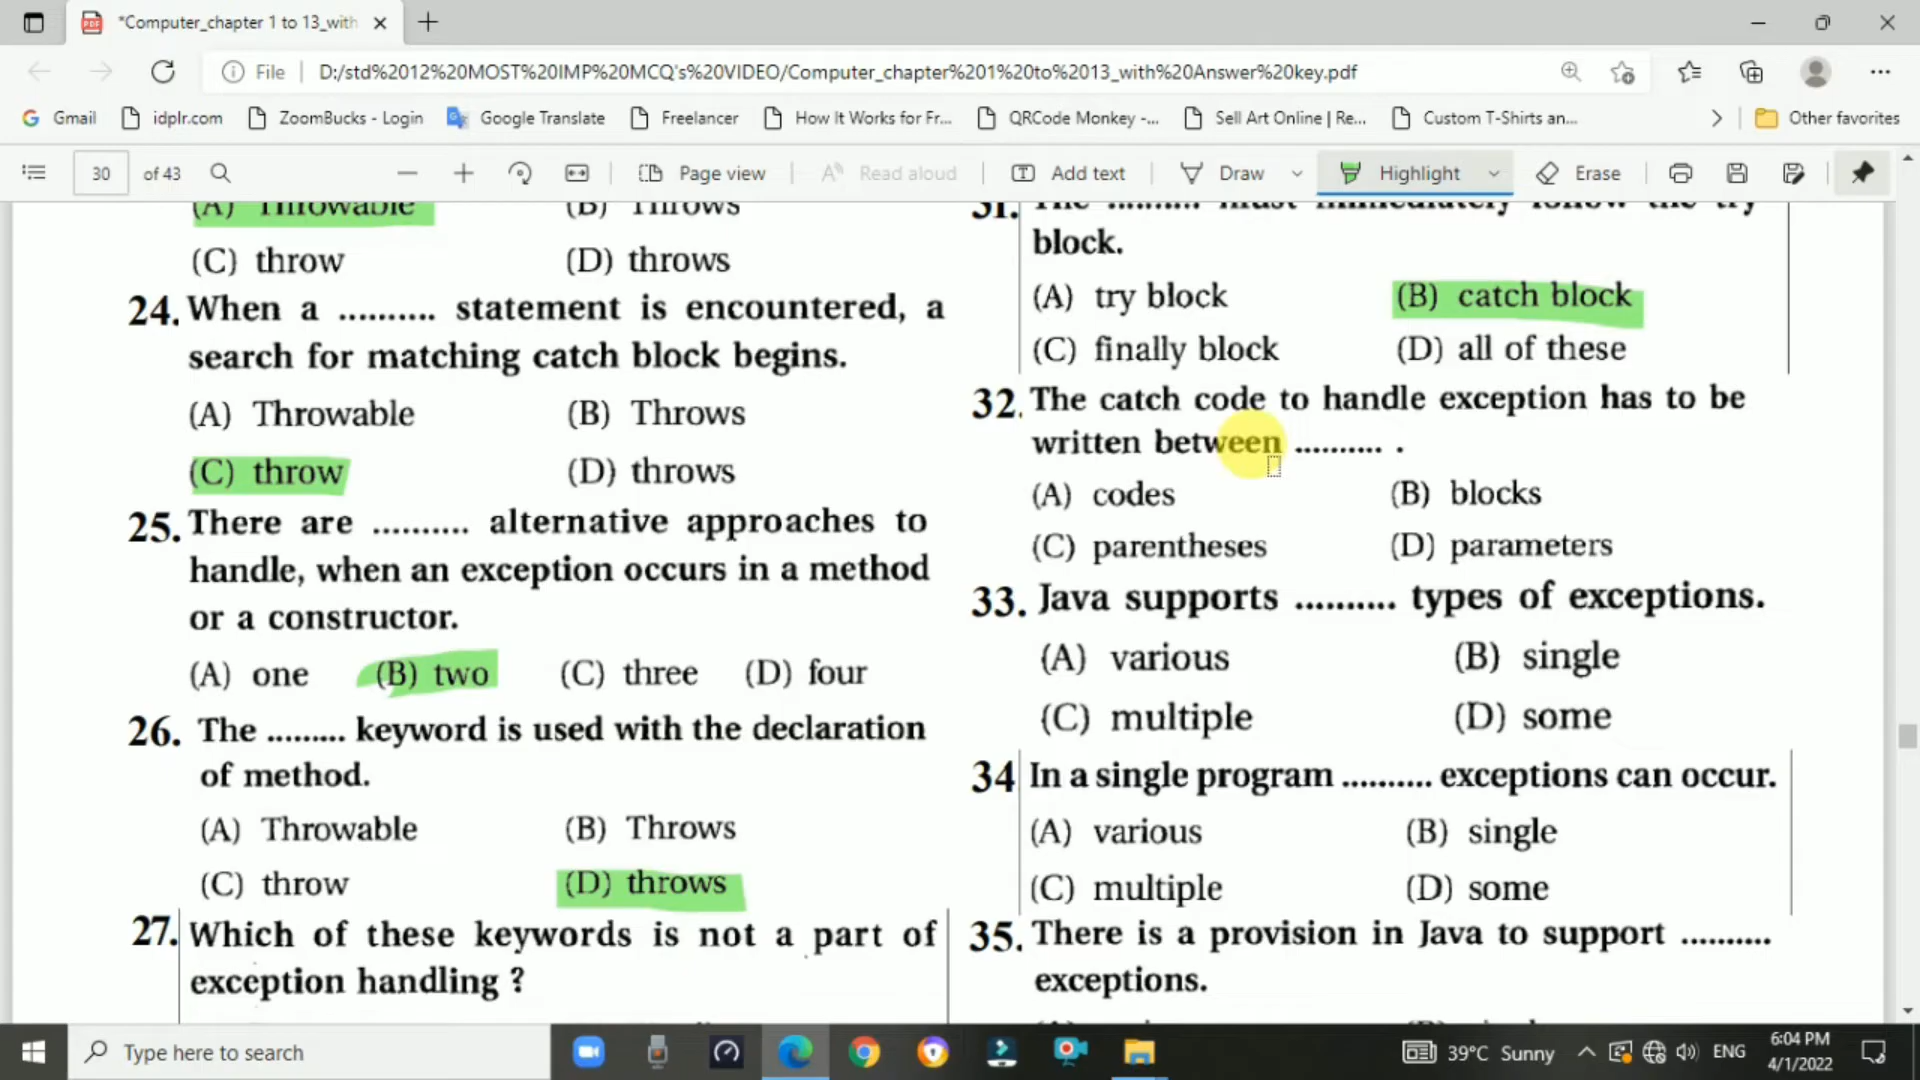 *Computer_chapter 1 to 13_with
File
D:/std%2012%20MOST%20IMP%20MCQ's%20VIDEO/Computer_chapter%201%20to%2013_with%20Answer%20key.pdf
Gmail
idplr.com
ZoomBucks - Login
Google Translate
Freelancer
How It Works for Fr...
QRCode Monkey -...
Sell Art Online | Re...
Custom T-Shirts an...
Other favorites
30 of 43
Page view
Read aloud
Add text
Draw
Highlight
Erase
(A) Throwable (B) Throws
(C) throw (D) throws
24. When a .......... statement is encountered, a
search for matching catch block begins.
(A) Throwable (B) Throws
(C) throw (D) throws
25. There are .......... alternative approaches to
handle, when an exception occurs in a method
or a constructor.
(A) one (B) two (C) three (D) four
26. The ......... keyword is used with the declaration
of method.
(A) Throwable (B) Throws
(C) throw (D) throws
27. Which of these keywords is not a part of
exception handling ?
31. The .......... must immediately follow the try
block.
(A) try block (B) catch block
(C) finally block (D) all of these
32. The catch code to handle exception has to be
written between .......... .
(A) codes (B) blocks
(C) parentheses (D) parameters
33. Java supports .......... types of exceptions.
(A) various (B) single
(C) multiple (D) some
34 In a single program .......... exceptions can occur.
(A) various (B) single
(C) multiple (D) some
35. There is a provision in Java to support ..........
exceptions.
Type here to search
39°C Sunny
ENG
6:04 PM
4/1/2022